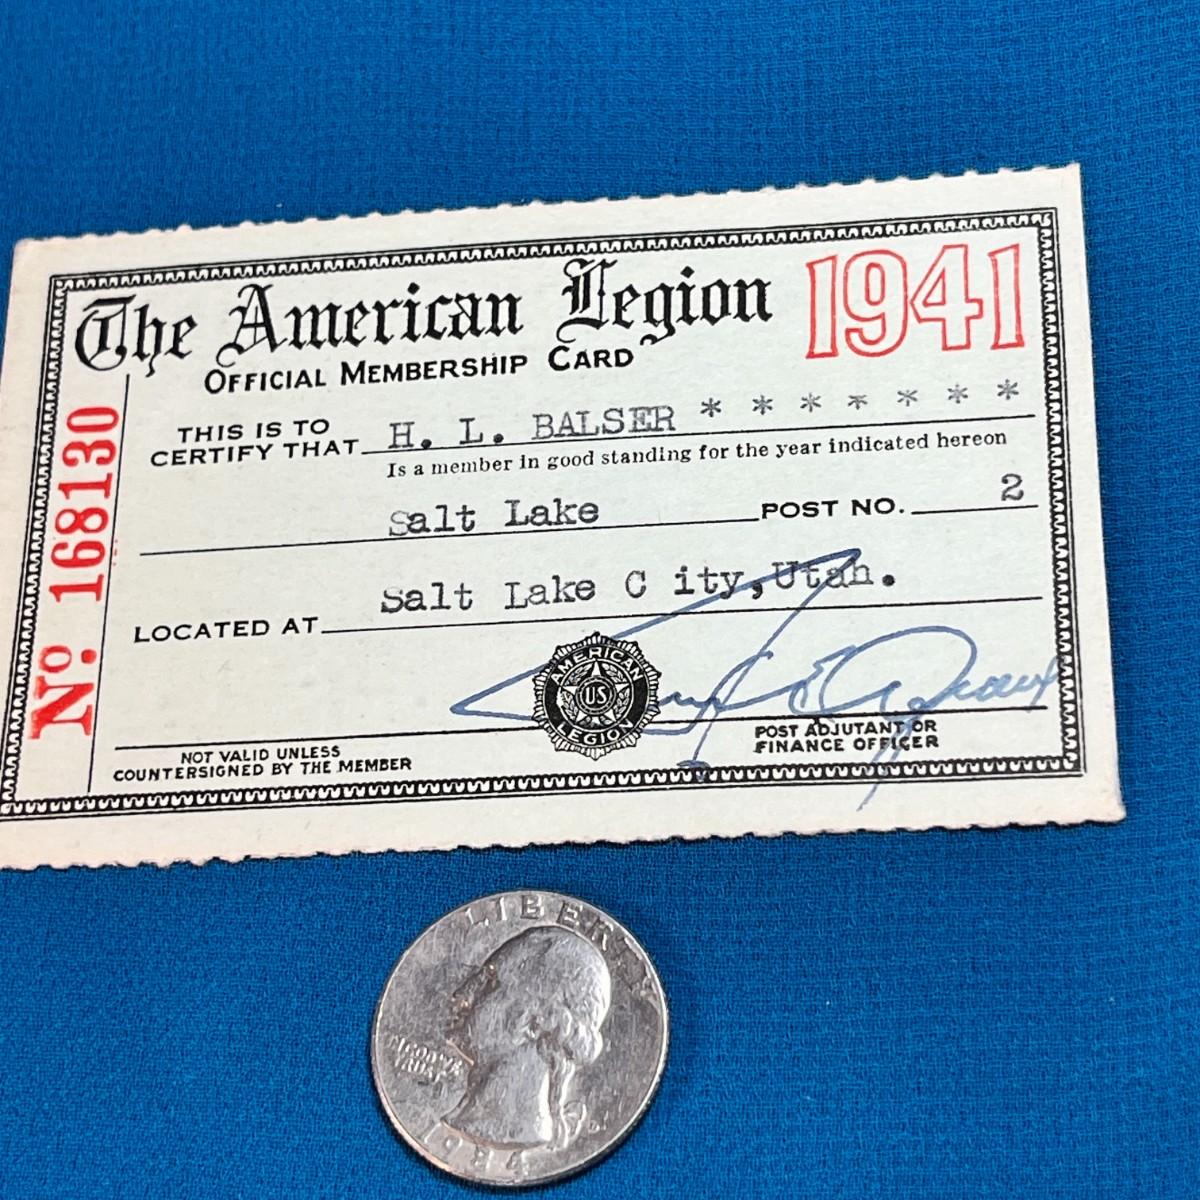 The American Legion 1941
OFFICIAL MEMBERSHIP CARD
No. 168130
THIS IS TO
CERTIFY THAT H. L. BALSER * * * * * * *
Is a member in good standing for the year indicated hereon
Salt Lake POST NO. 2
LOCATED AT Salt Lake C ity,Utah.
AMERICAN
US
LEGION
NOT VALID UNLESS
COUNTERSIGNED BY THE MEMBER
POST ADJUTANT OR
FINANCE OFFICER
LIBERTY
IN GOD WE
TRUST